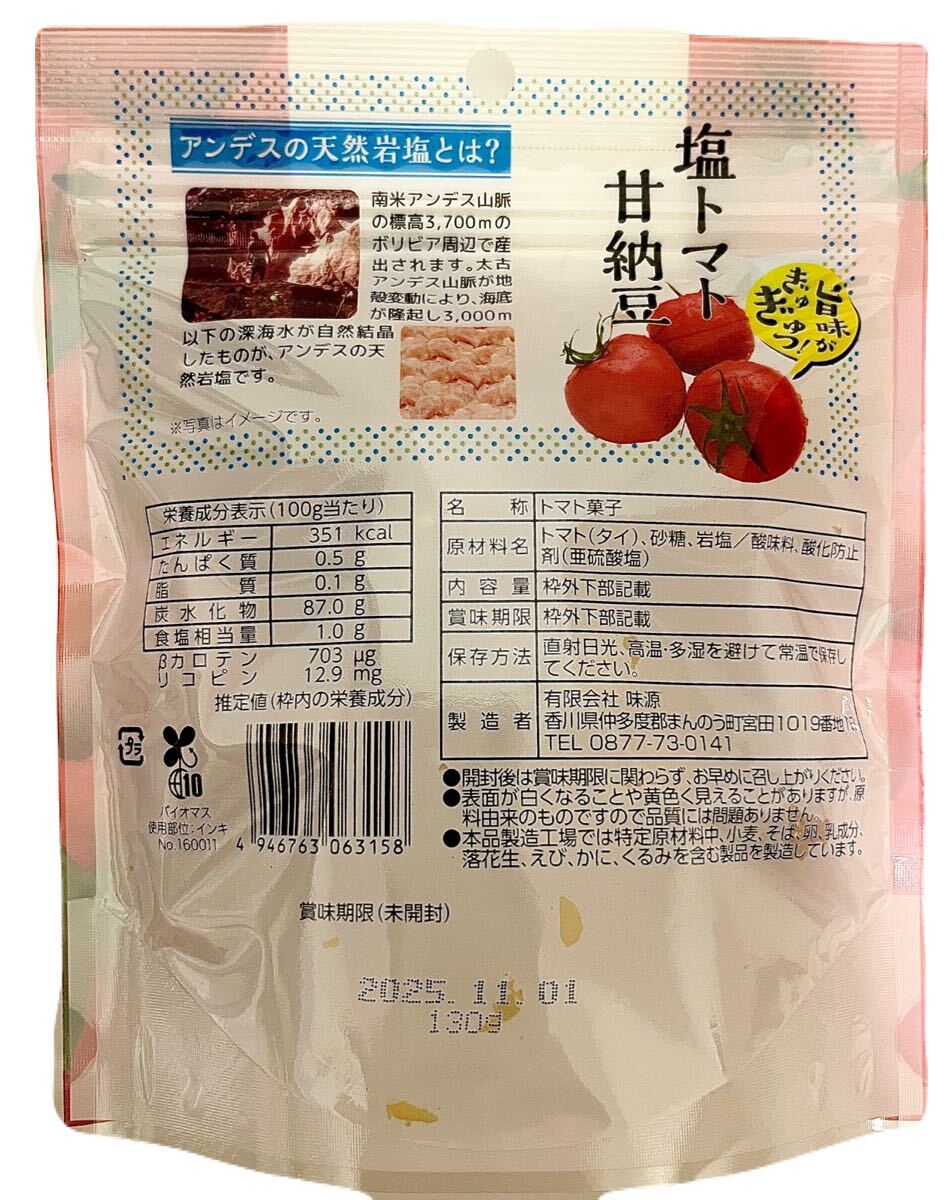 アンデスの天然岩塩とは?
南米アンデス山脈
の標高3,700mの
ボリビア周辺で産
出されます。太古
アンデス山脈が地
殻変動により、海底
が隆起し3,000m
以下の深海水が自然結晶
したものが、アンデスの天
然岩塩です。
※写真はイメージです。
塩トマト
甘納豆
旨味が
ぎゅぎゅっ!
栄養成分表示(100g当たり)
エネルギー 351 kcal
たんぱく質 0.5 g
脂質 0.1 g
炭水化物 87.0 g
食塩相当量 1.0 g
βカロテン 703 μg
リコピン 12.9 mg
推定値(枠内の栄養成分)
名称 トマト菓子
原材料名 トマト(タイ)、砂糖、岩塩/酸味料、酸化防止
剤(亜硫酸塩)
内容量 枠外下部記載
賞味期限 枠外下部記載
保存方法 直射日光、高温・多湿を避けて常温で保存し
てください。
製造者 有限会社 味源
香川県仲多度郡まんのう町宮田1019番地13
TEL 0877-73-0141
プラ
10
バイオマス
使用部位:インキ
No.160011
4 946763 063158
●開封後は賞味期限に関わらず、お早めに召し上がりください。
●表面が白くなることや黄色く見えることがありますが、原
料由来のものですので品質には問題ありません。
●本品製造工場では特定原材料中、小麦、そば、卵、乳成分、
落花生、えび、かに、くるみを含む製品を製造しています。
賞味期限(未開封)
2025.11.01
130g